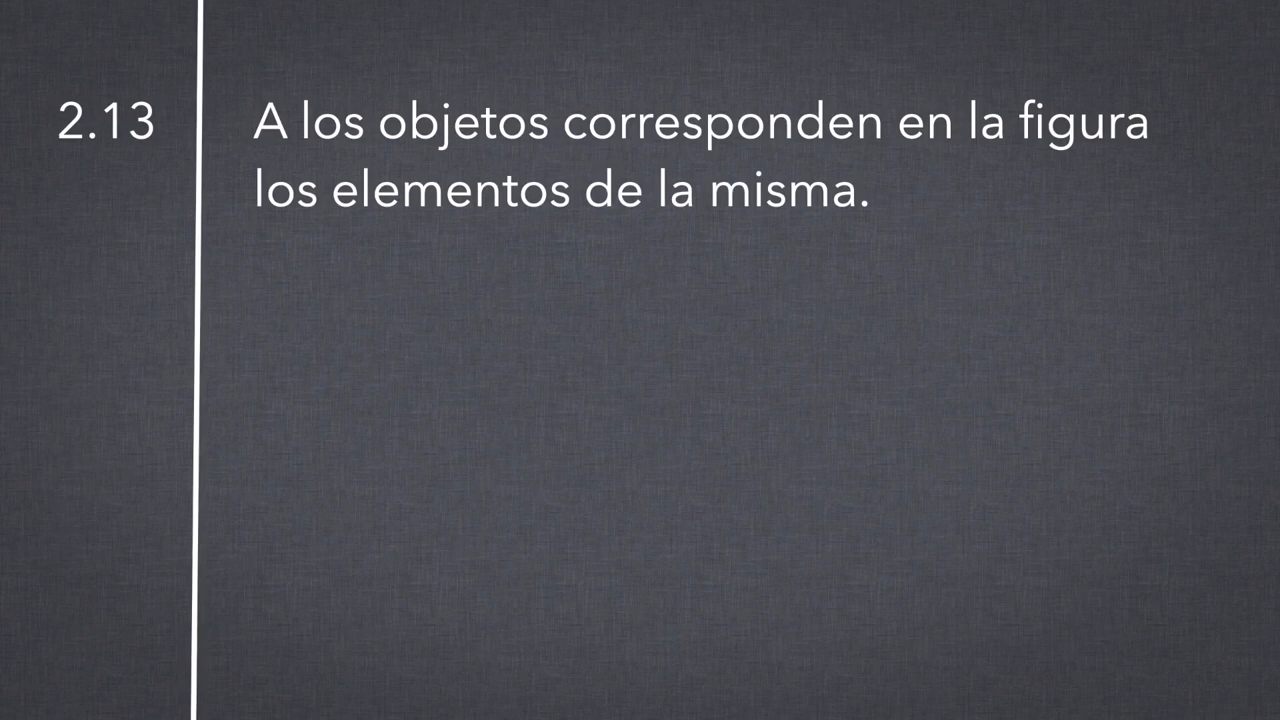 2.13
A los objetos corresponden en la figura
los elementos de la misma.